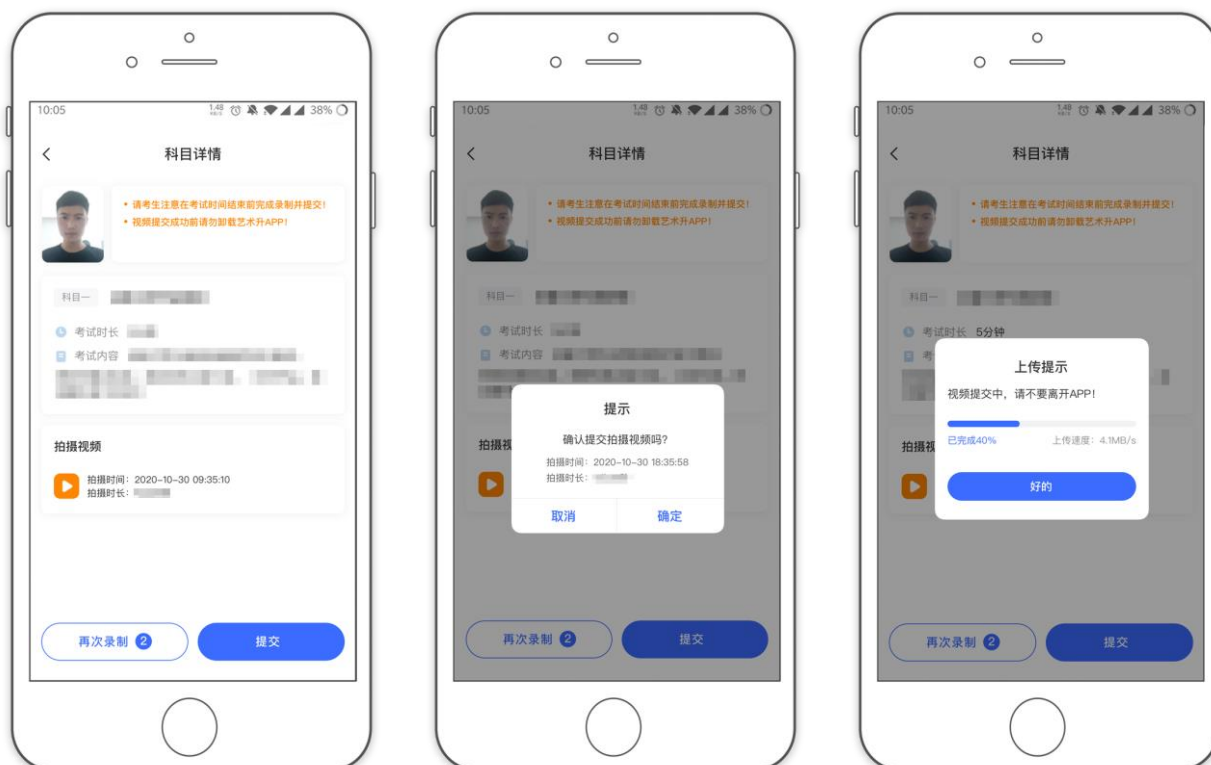 10:05
1.48 KB/S 38%
科目详情
• 请考生注意在考试时间结束前完成录制并提交!
• 视频提交成功前请勿卸载艺术升APP!
科目一
考试时长
考试内容
拍摄视频
拍摄时间: 2020-10-30 09:35:10
拍摄时长:
再次录制 2
提交
10:05
1.48 KB/S 38%
科目详情
• 请考生注意在考试时间结束前完成录制并提交!
• 视频提交成功前请勿卸载艺术升APP!
科目一
考试时长
考试内容
拍摄视
提示
确认提交拍摄视频吗?
拍摄时间: 2020-10-30 18:35:58
拍摄时长:
取消
确定
再次录制 2
提交
10:05
1.48 KB/S 38%
科目详情
• 请考生注意在考试时间结束前完成录制并提交!
• 视频提交成功前请勿卸载艺术升APP!
科目一
考试时长 5分钟
考
拍摄视
上传提示
视频提交中, 请不要离开APP!
已完成40%
上传速度: 4.1MB/s
好的
再次录制 2
提交